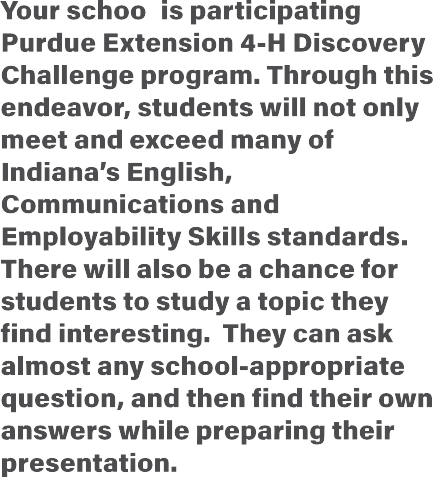 Your schoo  is participating
Purdue Extension 4-H Discovery
Challenge program. Through this
endeavor, students will not only
meet and exceed many of
Indiana's English,
Communications and
Employability Skills standards.
There will also be a chance for
students to study a topic they
find interesting.  They can ask
almost any school-appropriate
question, and then find their own
answers while preparing their
presentation.